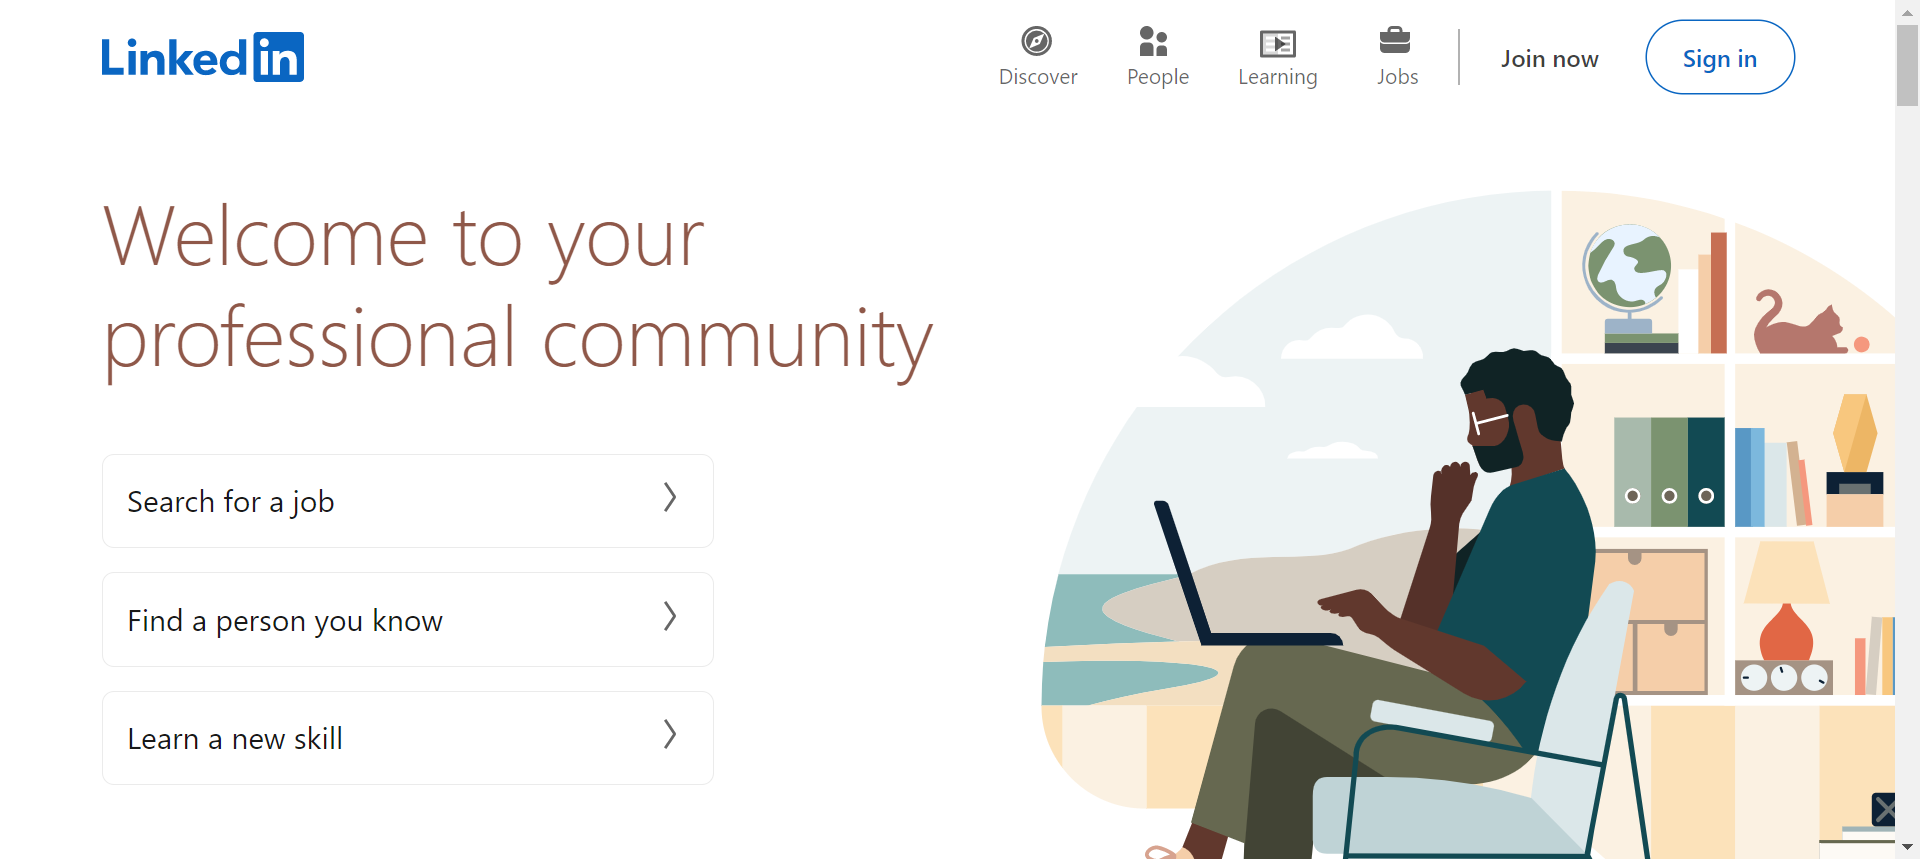 Linked in
Discover
People
Learning
Jobs
Join now
Sign in
Welcome to your
professional community
Search for a job
Find a person you know
Learn a new skill